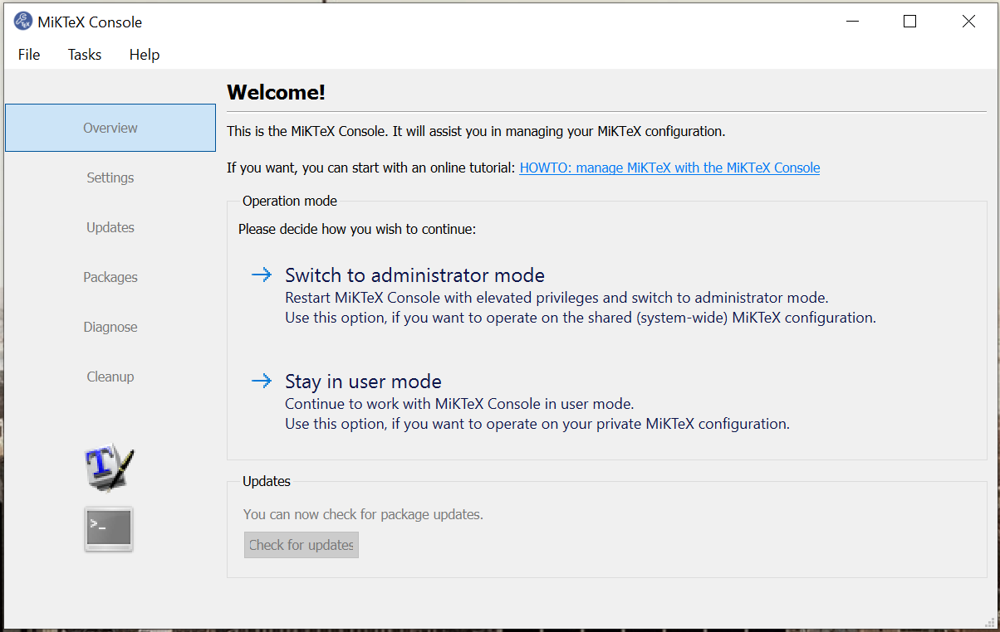 MiKTeX Console
File Tasks Help
Overview
Settings
Updates
Packages
Diagnose
Cleanup
Welcome!
This is the MiKTeX Console. It will assist you in managing your MiKTeX configuration.
If you want, you can start with an online tutorial: HOWTO: manage MiKTeX with the MiKTeX Console
Operation mode
Please decide how you wish to continue:
Switch to administrator mode
Restart MiKTeX Console with elevated privileges and switch to administrator mode.
Use this option, if you want to operate on the shared (system-wide) MiKTeX configuration.
Stay in user mode
Continue to work with MiKTeX Console in user mode.
Use this option, if you want to operate on your private MiKTeX configuration.
Updates
You can now check for package updates.
Check for updates